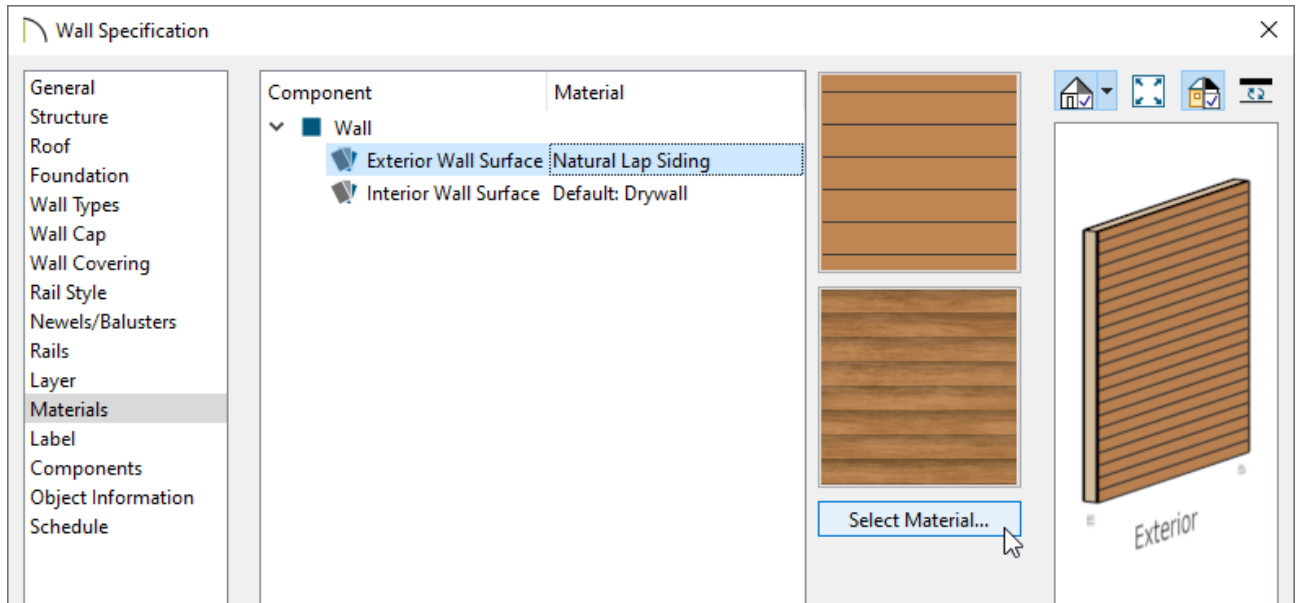 Wall Specification
General
Structure
Roof
Foundation
Wall Types
Wall Cap
Wall Covering
Rail Style
Newels/Balusters
Rails
Layer
Materials
Label
Components
Object Information
Schedule
Component Material
Wall
Exterior Wall Surface Natural Lap Siding
Interior Wall Surface Default: Drywall
Select Material...
Exterior